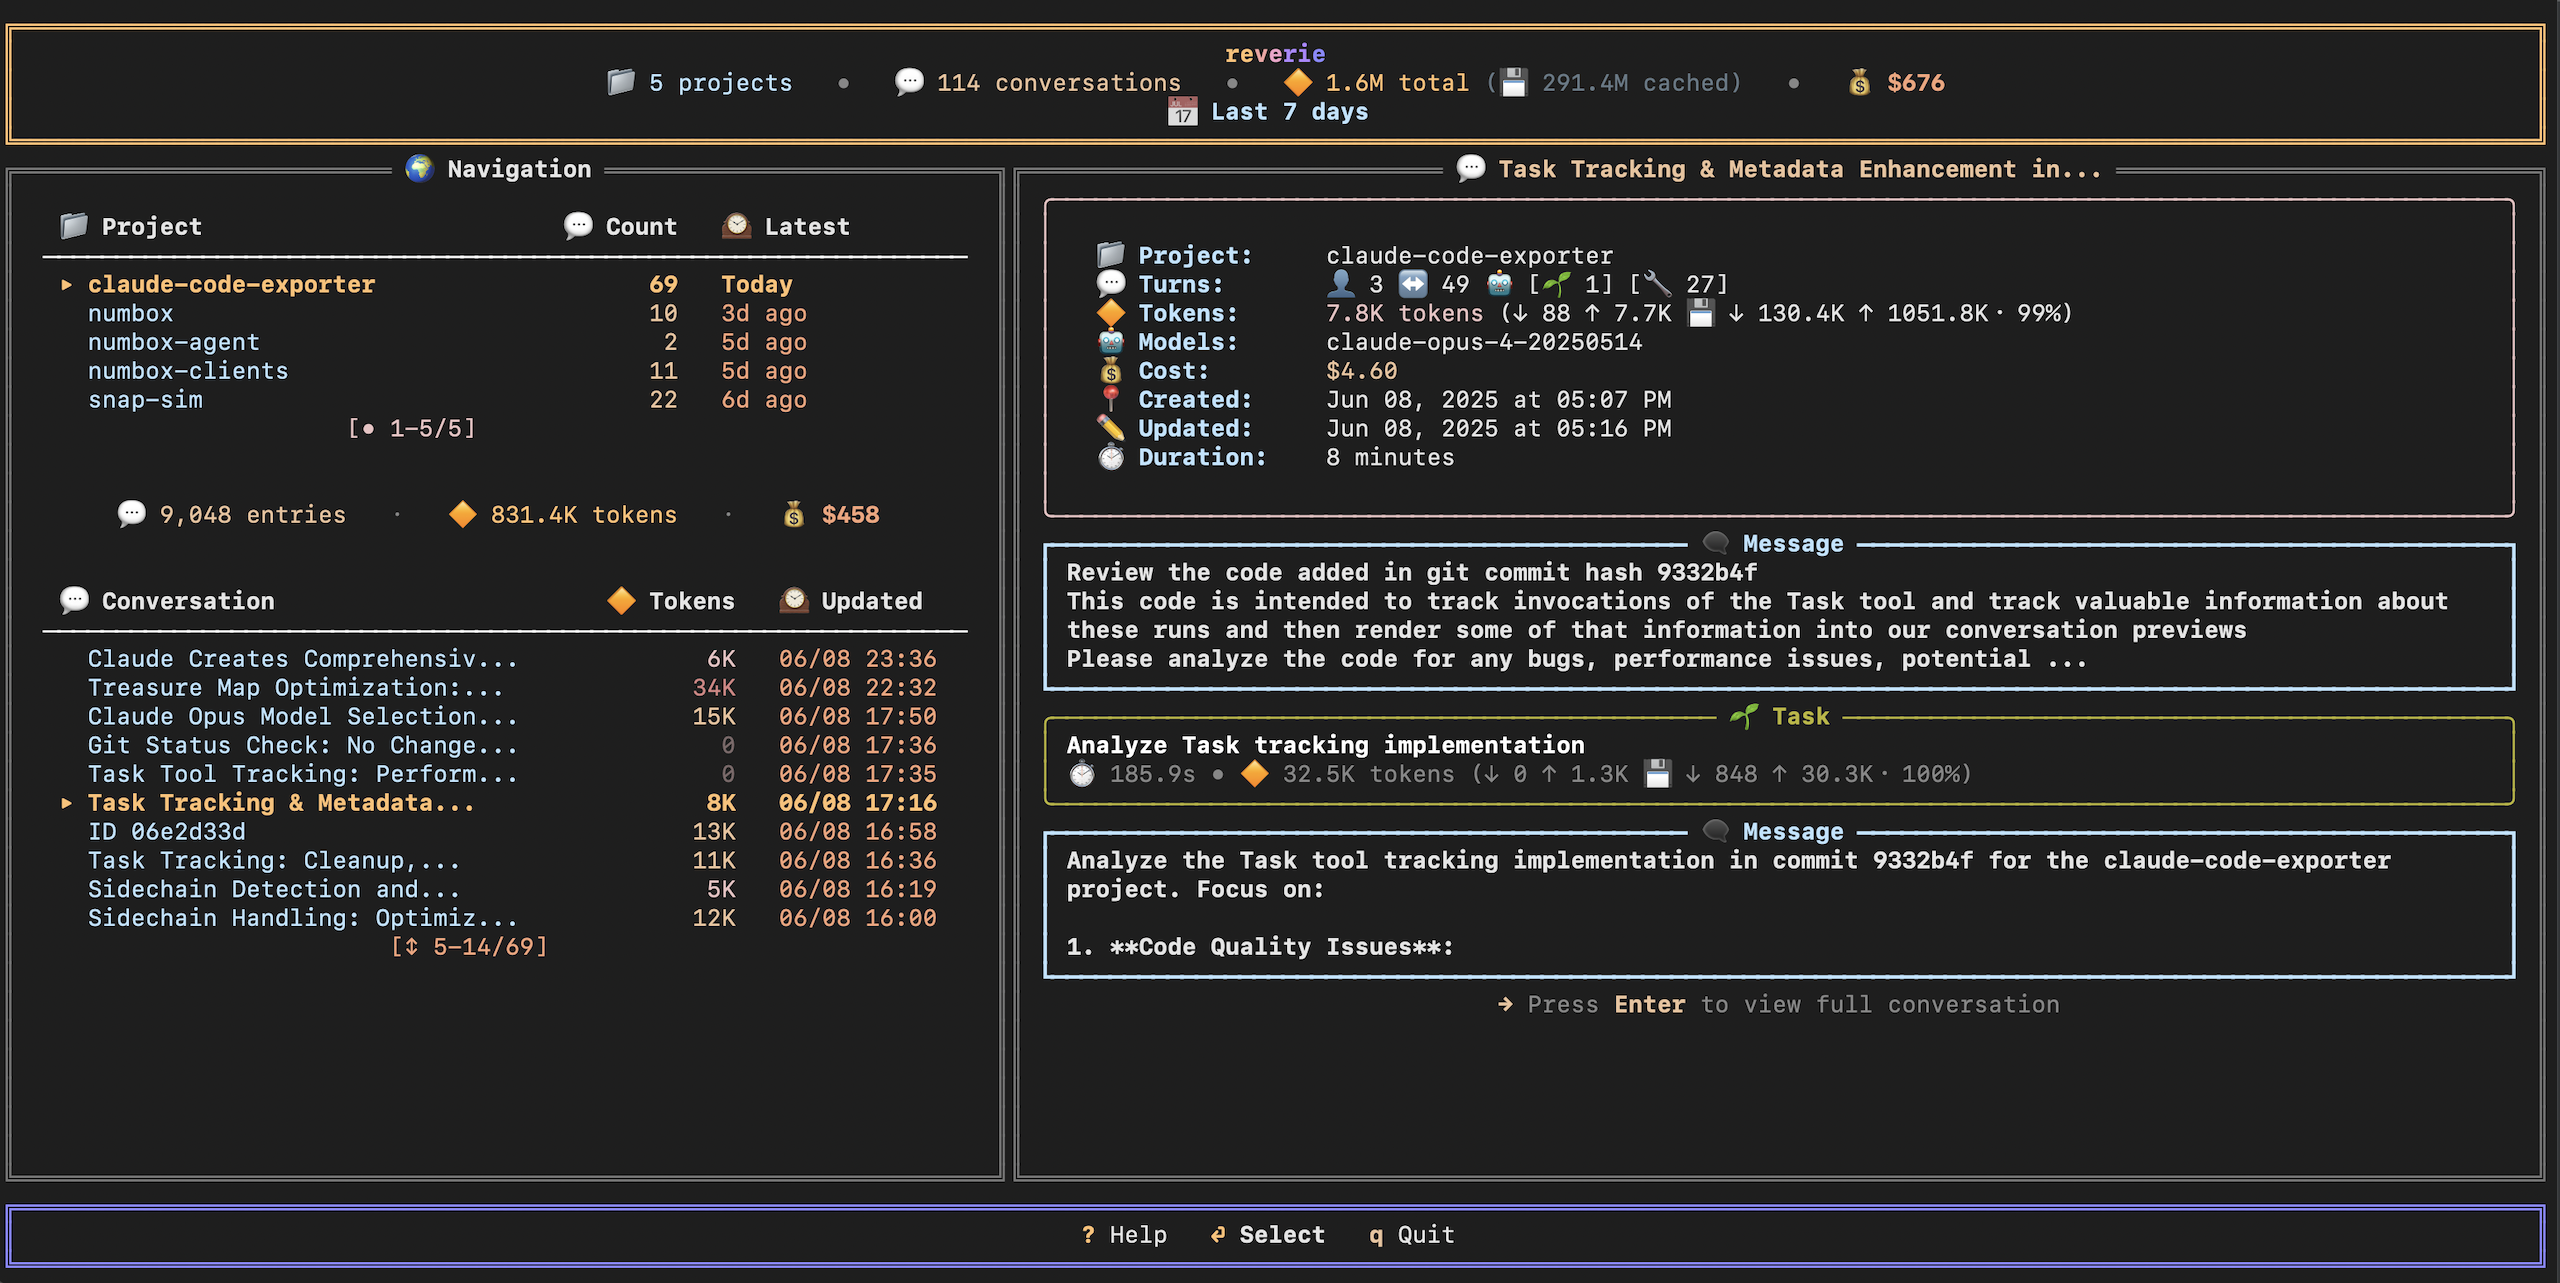 reverie
5 projects • 114 conversations • 1.6M total (291.4M cached) • $676
Last 7 days
Navigation
Project Count Latest
▸ claude-code-exporter 69 Today
numbox 10 3d ago
numbox-agent 2 5d ago
numbox-clients 11 5d ago
snap-sim 22 6d ago
[• 1-5/5]
9,048 entries · 831.4K tokens · $458
Conversation Tokens Updated
Claude Creates Comprehensiv... 6K 06/08 23:36
Treasure Map Optimization:... 34K 06/08 22:32
Claude Opus Model Selection... 15K 06/08 17:50
Git Status Check: No Change... 0 06/08 17:36
Task Tool Tracking: Perform... 0 06/08 17:35
▸ Task Tracking & Metadata... 8K 06/08 17:16
ID 06e2d33d 13K 06/08 16:58
Task Tracking: Cleanup,... 11K 06/08 16:36
Sidechain Detection and... 5K 06/08 16:19
Sidechain Handling: Optimiz... 12K 06/08 16:00
[↕ 5-14/69]
Task Tracking & Metadata Enhancement in...
Project: claude-code-exporter
Turns: 3 ↔ 49 [1] [27]
Tokens: 7.8K tokens (↓ 88 ↑ 7.7K ↓ 130.4K ↑ 1051.8K · 99%)
Models: claude-opus-4-20250514
Cost: $4.60
Created: Jun 08, 2025 at 05:07 PM
Updated: Jun 08, 2025 at 05:16 PM
Duration: 8 minutes
Message
Review the code added in git commit hash 9332b4f
This code is intended to track invocations of the Task tool and track valuable information about
these runs and then render some of that information into our conversation previews
Please analyze the code for any bugs, performance issues, potential ...
Task
Analyze Task tracking implementation
185.9s • 32.5K tokens (↓ 0 ↑ 1.3K ↓ 848 ↑ 30.3K · 100%)
Message
Analyze the Task tool tracking implementation in commit 9332b4f for the claude-code-exporter
project. Focus on:
1. **Code Quality Issues**:
→ Press Enter to view full conversation
? Help ↲ Select q Quit